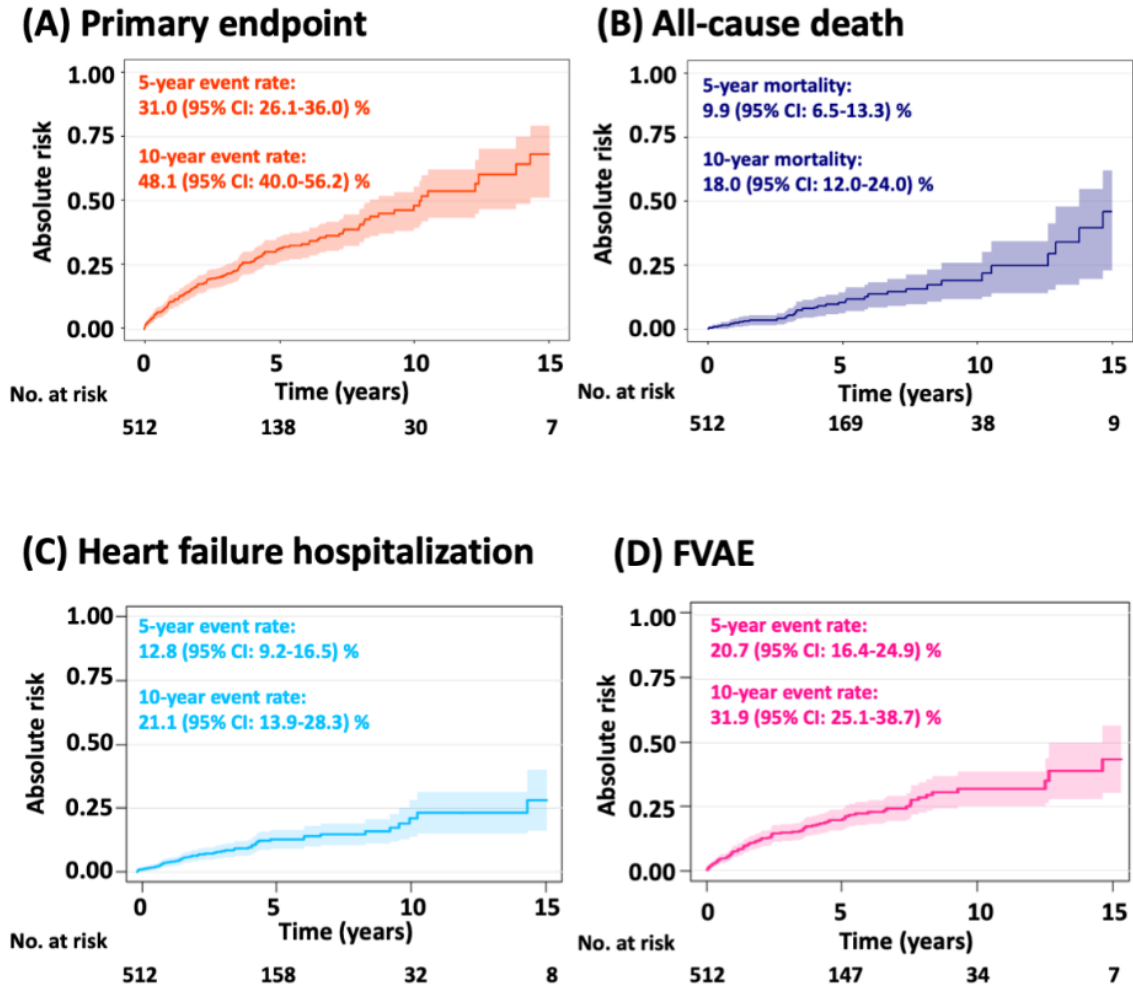 (A) Primary endpoint
1.00
0.75
0.50
0.25
0.00
Absolute risk
5-year event rate:
31.0 (95% CI: 26.1-36.0) %
10-year event rate:
48.1 (95% CI: 40.0-56.2) %
0 5 10 15
Time (years)
No. at risk
512 138 30 7
(B) All-cause death
1.00
0.75
0.50
0.25
0.00
Absolute risk
5-year mortality:
9.9 (95% CI: 6.5-13.3) %
10-year mortality:
18.0 (95% CI: 12.0-24.0) %
0 5 10 15
Time (years)
No. at risk
512 169 38 9
(C) Heart failure hospitalization
1.00
0.75
0.50
0.25
0.00
Absolute risk
5-year event rate:
12.8 (95% CI: 9.2-16.5) %
10-year event rate:
21.1 (95% CI: 13.9-28.3) %
0 5 10 15
Time (years)
No. at risk
512 158 32 8
(D) FVAE
1.00
0.75
0.50
0.25
0.00
Absolute risk
5-year event rate:
20.7 (95% CI: 16.4-24.9) %
10-year event rate:
31.9 (95% CI: 25.1-38.7) %
0 5 10 15
Time (years)
No. at risk
512 147 34 7